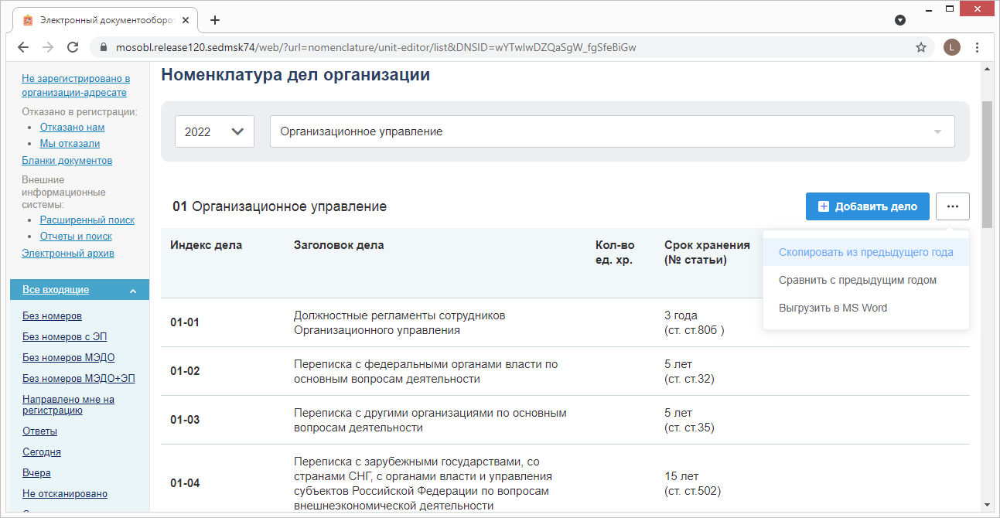 Электронный документооборот
mosobl.release120.sedmsk74/web/?url=nomenclature/unit-editor/list&DNSID=wYTwIwDZQaSgW_fgSfeBiGw
L
Не зарегистрировано в
организации-адресате
Отказано в регистрации:
Отказано нам
Мы отказали
Бланки документов
Внешние
информационные
системы:
Расширенный поиск
Отчеты и поиск
Электронный архив
Все входящие
Без номеров
Без номеров с ЭП
Без номеров МЭДО
Без номеров МЭДО+ЭП
Направлено мне на
регистрацию
Ответы
Сегодня
Вчера
Не отсканировано
Номенклатура дел организации
2022
Организационное управление
01 Организационное управление
Добавить дело
...
Скопировать из предыдущего года
Сравнить с предыдущим годом
Выгрузить в MS Word
Индекс дела
Заголовок дела
Кол-во
ед. хр.
Срок хранения
(№ статьи)
01-01
Должностные регламенты сотрудников
Организационного управления
3 года
(ст. ст.80б )
01-02
Переписка с федеральными органами власти по
основным вопросам деятельности
5 лет
(ст. ст.32)
01-03
Переписка с другими организациями по основным
вопросам деятельности
5 лет
(ст. ст.35)
01-04
Переписка с зарубежными государствами, со
странами СНГ, с органами власти и управления
субъектов Российской Федерации по вопросам
внешнеэкономической деятельности
15 лет
(ст. ст.502)